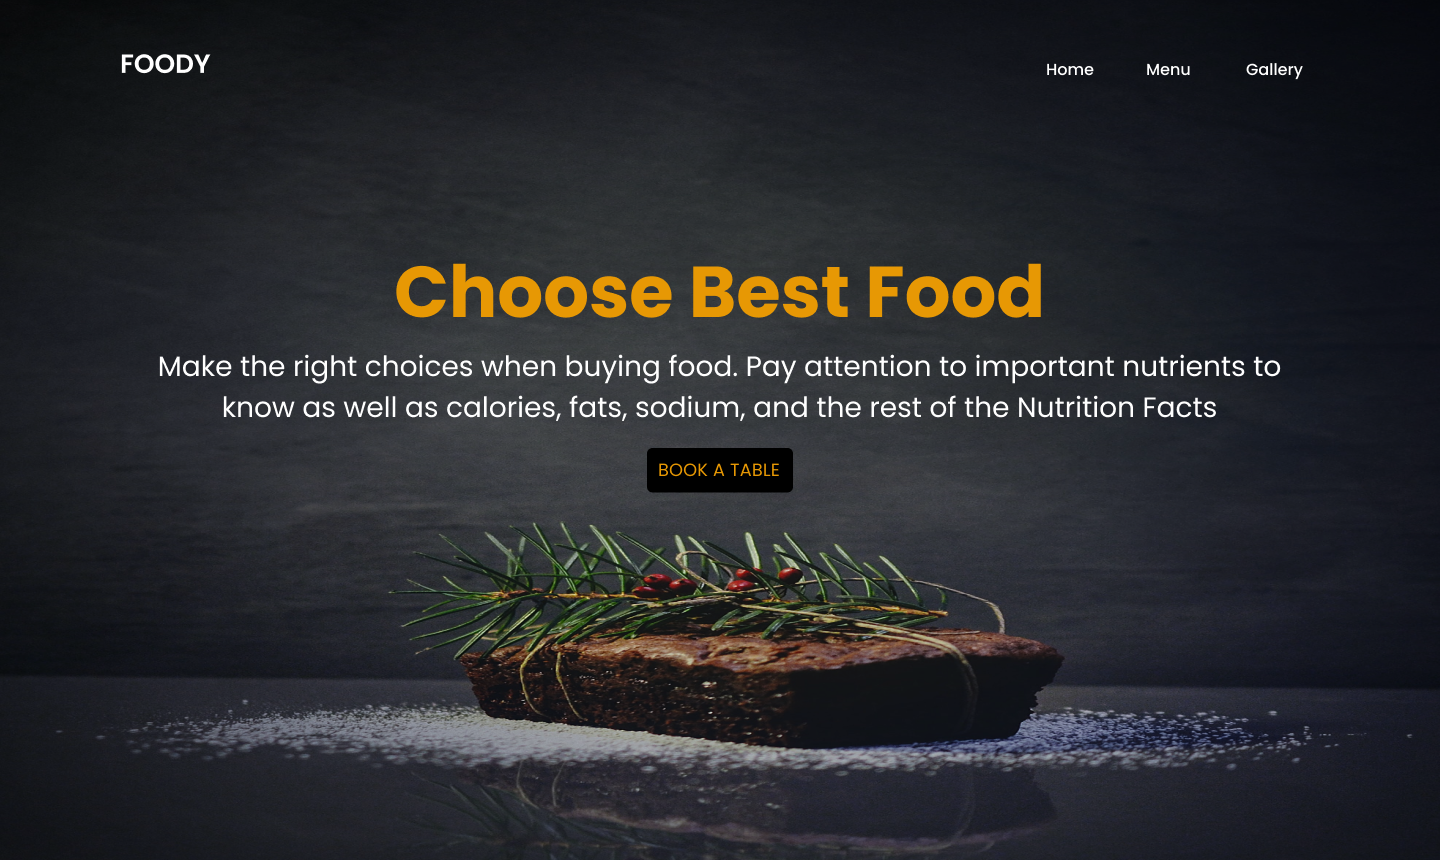 FOODY
Home Menu Gallery
Choose Best Food
Make the right choices when buying food. Pay attention to important nutrients to
know as well as calories, fats, sodium, and the rest of the Nutrition Facts
BOOK A TABLE